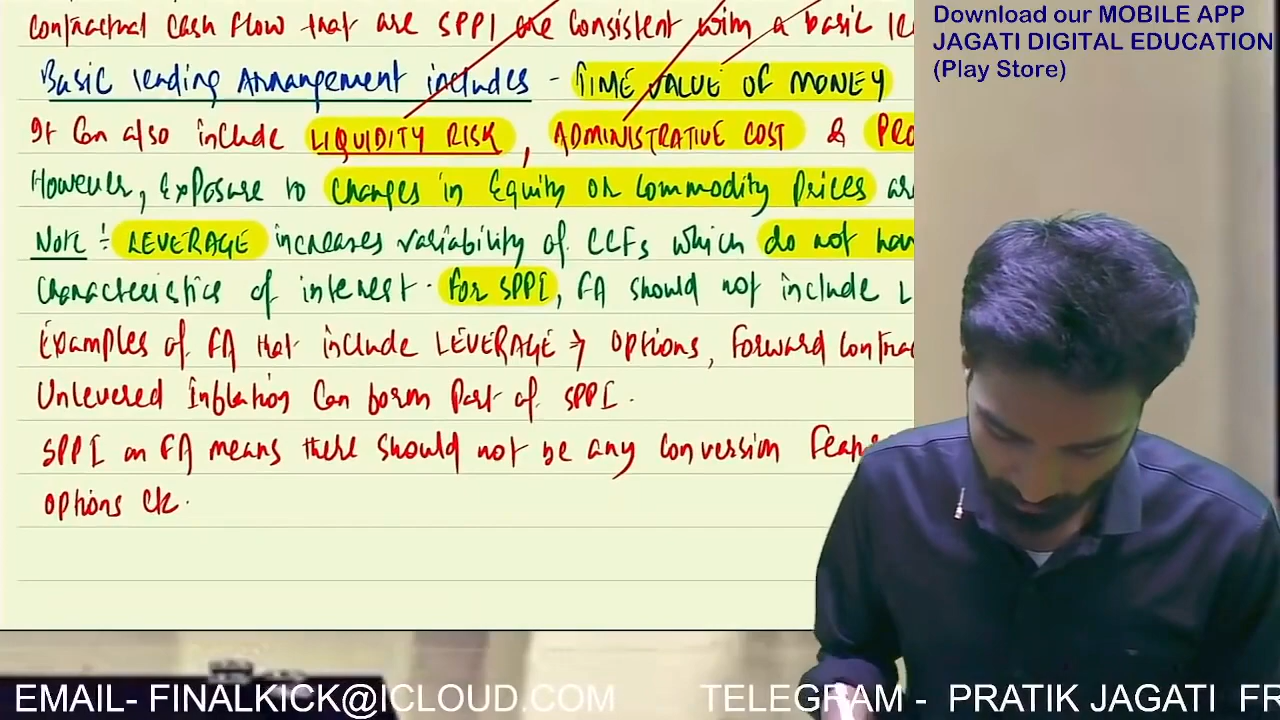 contractual cash flow that are SPPI are consistent with a basic le
Basic lending Arrangement includes - TIME VALUE OF MONEY
It can also include LIQUIDITY RISK, ADMINISTRATIVE COST & PRO
However, Exposure to changes in Equity or Commodity Prices are
Note : LEVERAGE increases variability of CCFs which do not hav
characteristics of interest. For SPPI, FA should not include L
Examples of FA that include LEVERAGE → Options, Forward Contrac
Unlevered Inflation can form part of SPPI.
SPPI on FA means there should not be any conversion
options etc.
Download our MOBILE APP
JAGATI DIGITAL EDUCATION
(Play Store)
EMAIL- FINALKICK@ICLOUD.COM TELEGRAM - PRATIK JAGATI FR